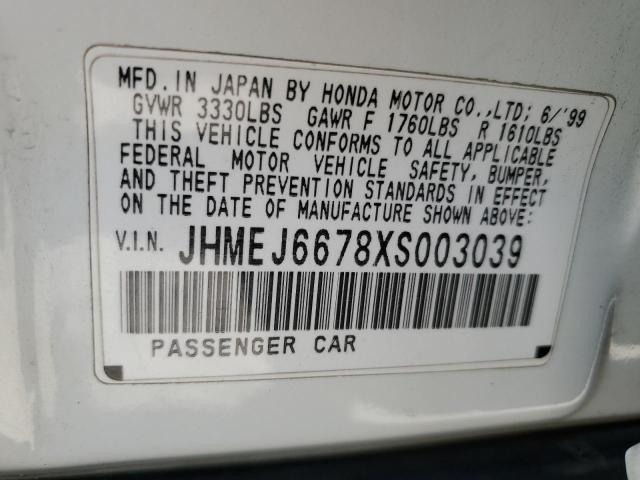 MFD. IN JAPAN BY HONDA MOTOR CO.,LTD; 6/'99
GVWR 3330LBS GAWR F 1760LBS R 1610LBS
THIS VEHICLE CONFORMS TO ALL APPLICABLE
FEDERAL MOTOR VEHICLE SAFETY, BUMPER,
AND THEFT PREVENTION STANDARDS IN EFFECT
ON THE DATE OF MANUFACTURE SHOWN ABOVE:
V.I.N. JHMEJ6678XS003039
PASSENGER CAR